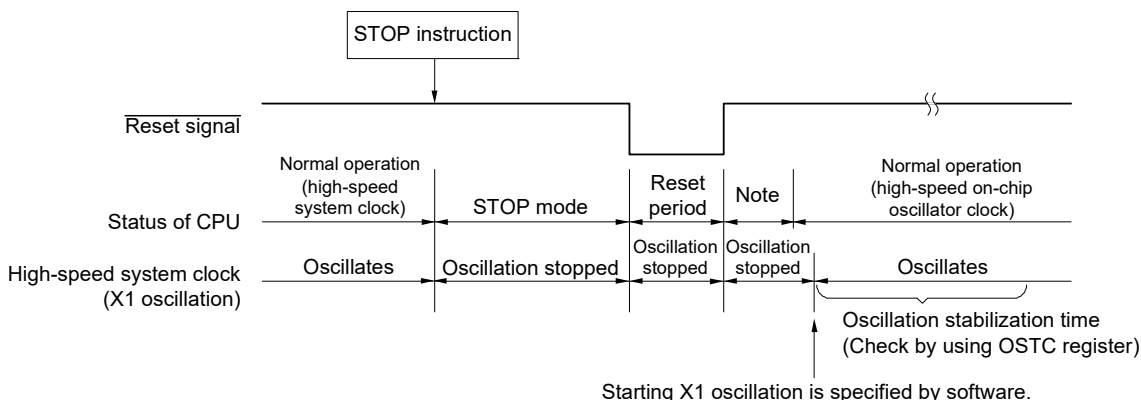 STOP instruction
Reset signal
Normal operation
(high-speed
system clock)
STOP mode
Reset
period
Note
Normal operation
(high-speed on-chip
oscillator clock)
Status of CPU
High-speed system clock
(X1 oscillation)
Oscillates
Oscillation stopped
Oscillation
stopped
Oscillation
stopped
Oscillates
Oscillation stabilization time
(Check by using OSTC register)
Starting X1 oscillation is specified by software.